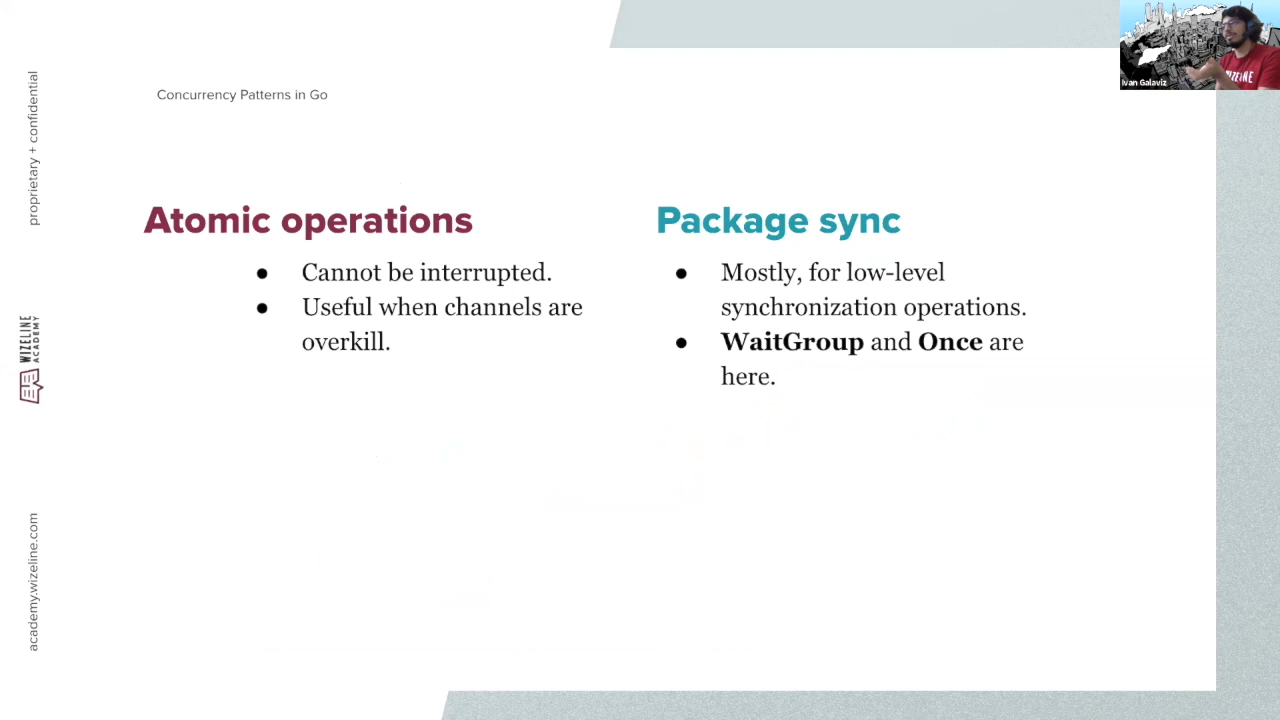 Concurrency Patterns in Go
Atomic operations
● Cannot be interrupted.
● Useful when channels are
overkill.
Package sync
● Mostly, for low-level
synchronization operations.
● WaitGroup and Once are
here.
proprietary + confidential
WIZELINE
ACADEMY
academy.wizeline.com
Ivan Galaviz
WIZELINE